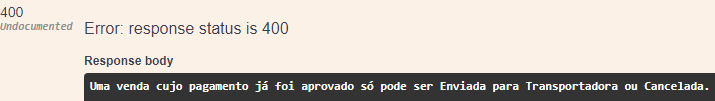 400
Undocumented
Error: response status is 400
Response body
Uma venda cujo pagamento já foi aprovado só pode ser Enviada para Transportadora ou Cancelada.